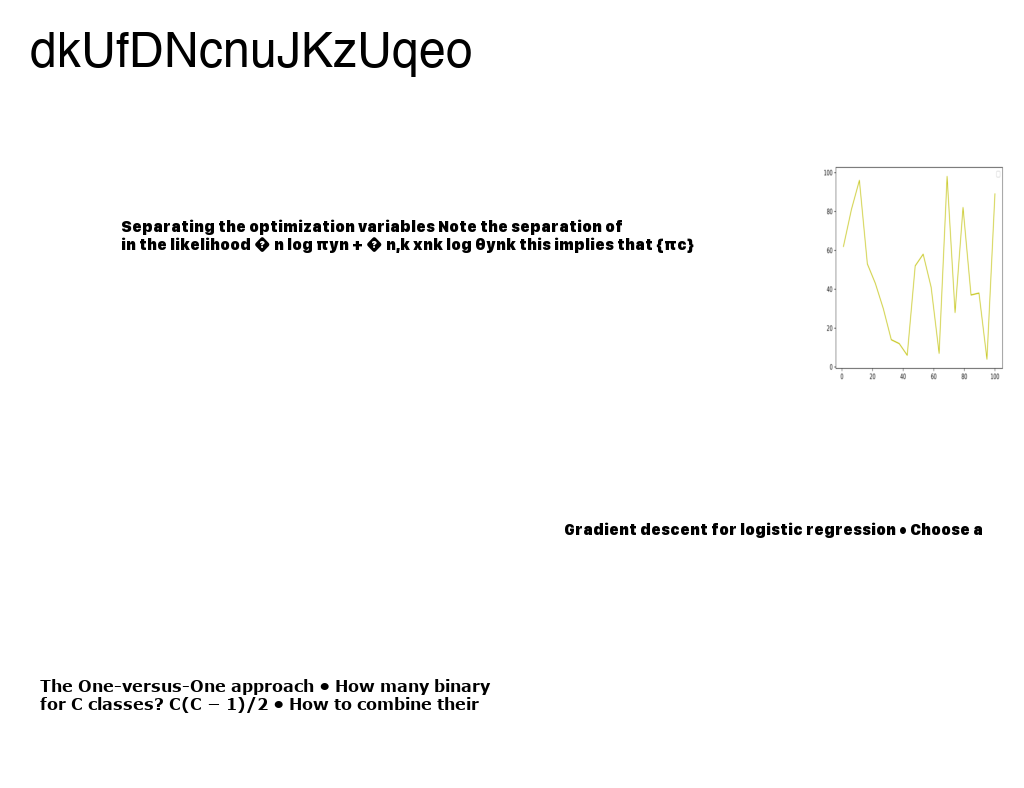 dkUfDNcnuJKzUqeo
Separating the optimization variables Note the separation of
in the likelihood � n log πyn + � n,k xnk log θynk this implies that {πc}
100
80
60
40
20
0
0 20 40 60 80 100
Gradient descent for logistic regression • Choose a
The One-versus-One approach • How many binary
for C classes? C(C − 1)/2 • How to combine their